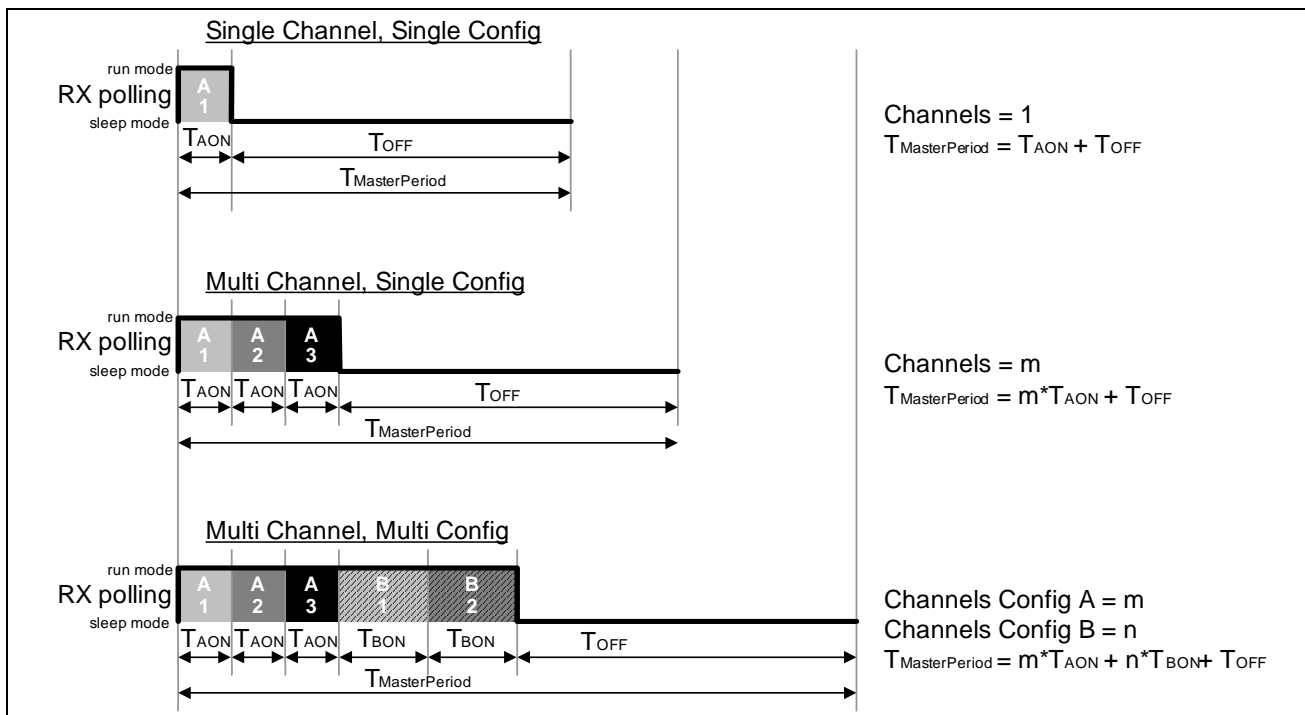 Single Channel, Single Config
run mode
RX polling
sleep mode
A
1
TAON
TOFF
TMasterPeriod
Channels = 1
TMasterPeriod = TAON + TOFF
Multi Channel, Single Config
run mode
RX polling
sleep mode
A A A
1 2 3
TAON TAON TAON TOFF
TMasterPeriod
Channels = m
TMasterPeriod = m*TAON + TOFF
Multi Channel, Multi Config
run mode
RX polling
sleep mode
A A A B B
1 2 3 1 2
TAON TAON TAON TBON TBON TOFF
TMasterPeriod
Channels Config A = m
Channels Config B = n
TMasterPeriod = m*TAON + n*TBON+ TOFF